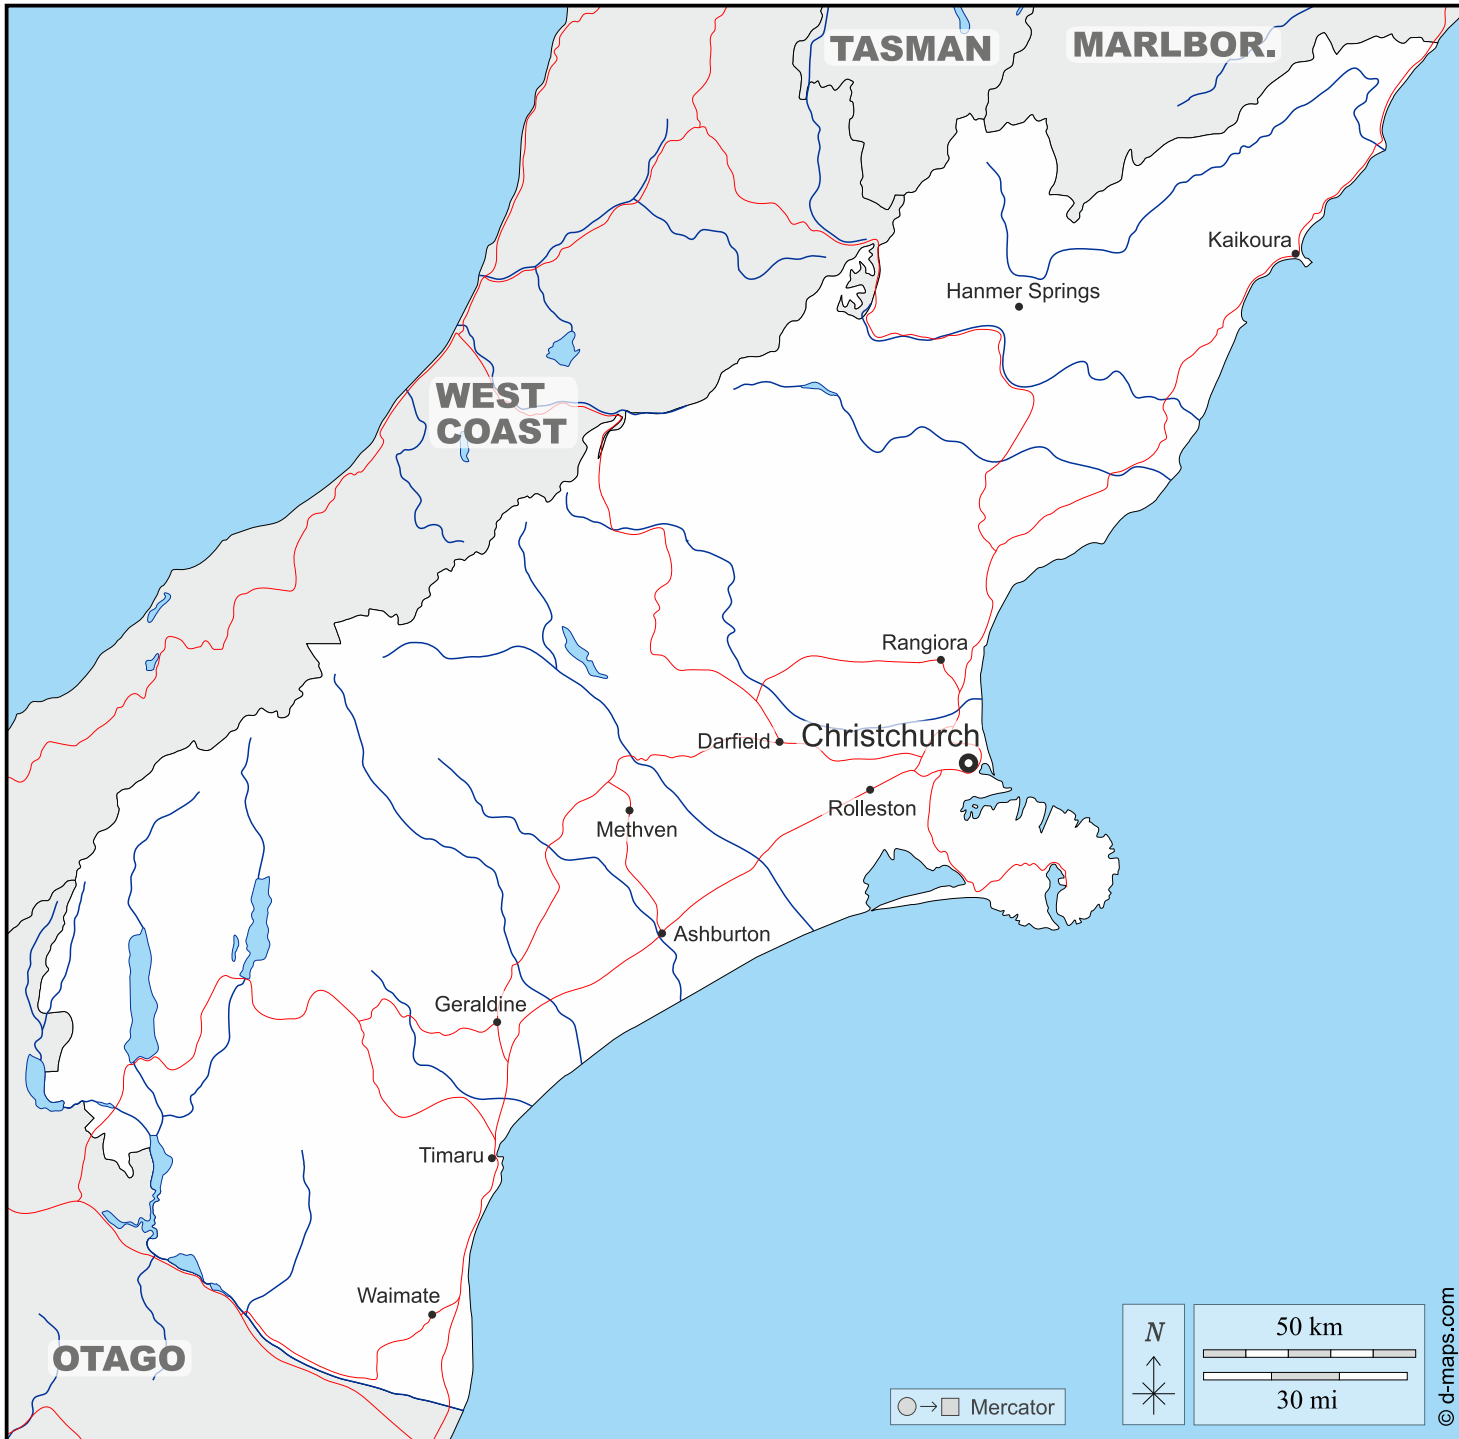 TASMAN
MARLBOR.
Kaikoura
Hanmer Springs
WEST
COAST
Rangiora
Christchurch
Darfield
Rolleston
Methven
Ashburton
Geraldine
Timaru
Waimate
OTAGO
Mercator
N
50 km
30 mi
© d-maps.com